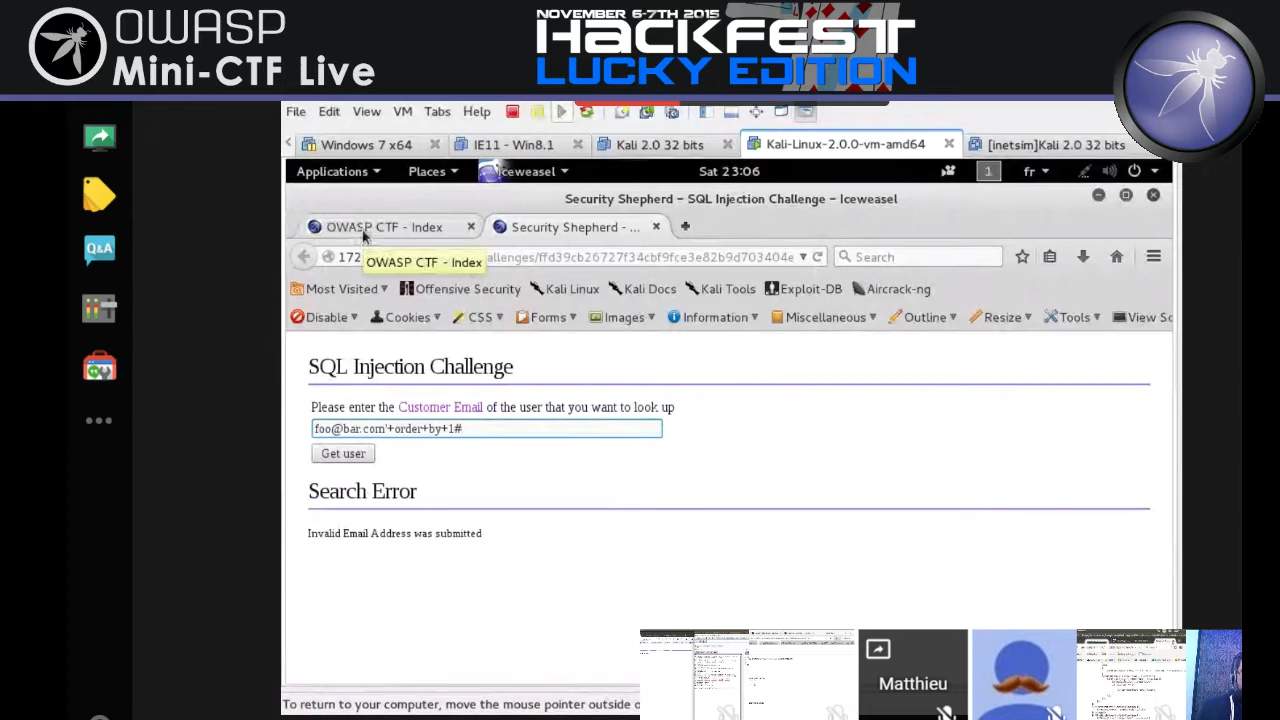 OWASP
Mini-CTF Live
NOVEMBER 6-7TH 2015
HACKFEST
LUCKY EDITION
File Edit View VM Tabs Help
Windows 7 x64 IE11 - Win8.1 Kali 2.0 32 bits Kali-Linux-2.0.0-vm-amd64 [inetsim]Kali 2.0 32 bits
Applications Places Iceweasel Sat 23:06 1 fr
Security Shepherd - SQL Injection Challenge - Iceweasel
OWASP CTF - Index Security Shepherd - ...
172 allenges/ffd39cb26727f34cbf9fce3e82b9d703404e Search
OWASP CTF - Index
Most Visited Offensive Security Kali Linux Kali Docs Kali Tools Exploit-DB Aircrack-ng
Disable Cookies CSS Forms Images Information Miscellaneous Outline Resize Tools View Sc
SQL Injection Challenge
Please enter the Customer Email of the user that you want to look up
foo@bar.com'+order+by+1#
Get user
Search Error
Invalid Email Address was submitted
Q&A
Matthieu
To return to your computer, move the mouse pointer outside o